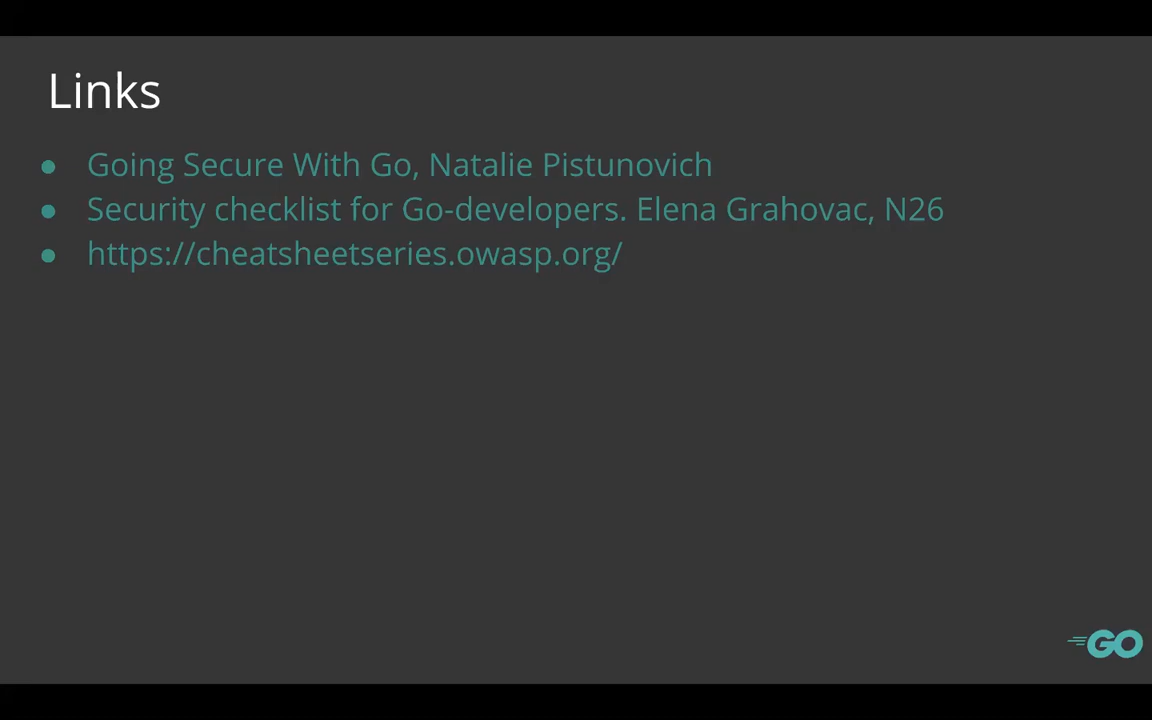 Links
Going Secure With Go, Natalie Pistunovich
Security checklist for Go-developers. Elena Grahovac, N26
https://cheatsheetseries.owasp.org/
GO